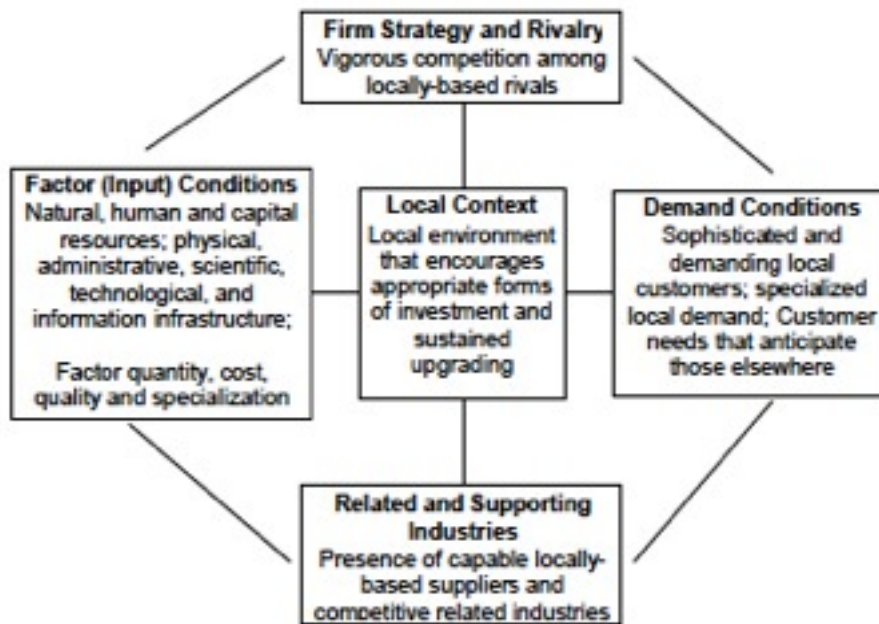 Firm Strategy and Rivalry
Vigorous competition among
locally-based rivals
Factor (Input) Conditions
Natural, human and capital
resources; physical,
administrative, scientific,
technological, and
information infrastructure;
Factor quantity, cost,
quality and specialization
Local Context
Local environment
that encourages
appropriate forms
of investment and
sustained
upgrading
Demand Conditions
Sophisticated and
demanding local
customers; specialized
local demand; Customer
needs that anticipate
those elsewhere
Related and Supporting
Industries
Presence of capable locally-
based suppliers and
competitive related industries